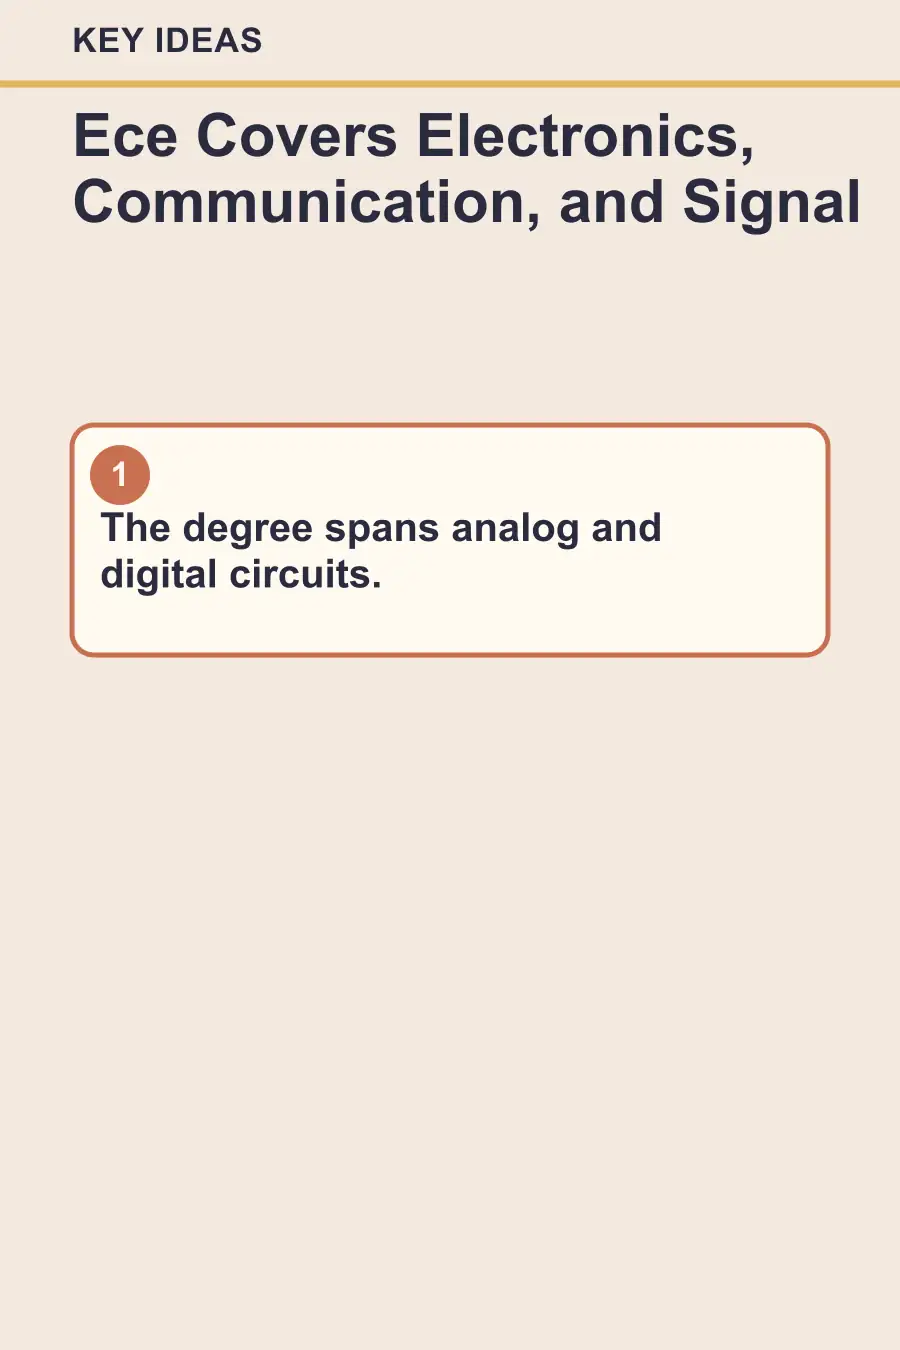 KEY IDEAS
Ece Covers Electronics,
Communication, and Signal
1
The degree spans analog and
digital circuits.